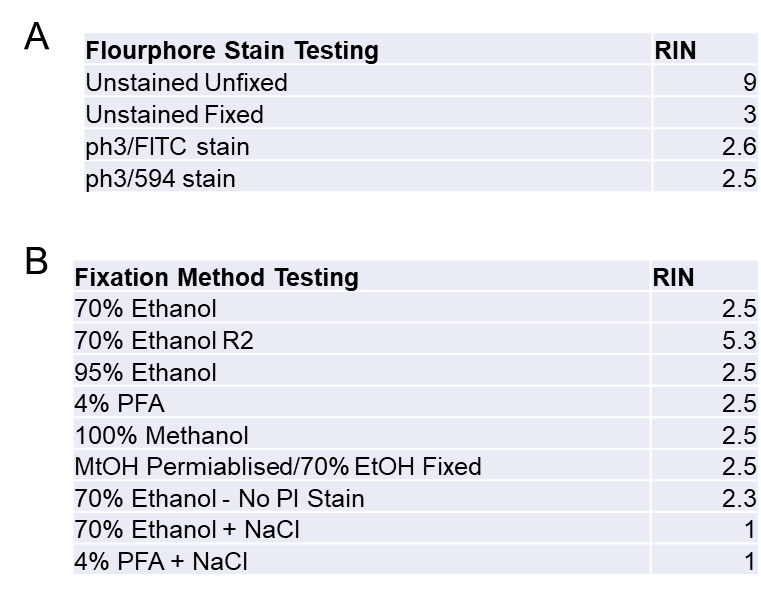 A
Flourphore Stain Testing RIN
Unstained Unfixed 9
Unstained Fixed 3
ph3/FITC stain 2.6
ph3/594 stain 2.5
B
Fixation Method Testing RIN
70% Ethanol 2.5
70% Ethanol R2 5.3
95% Ethanol 2.5
4% PFA 2.5
100% Methanol 2.5
MtOH Permiablised/70% EtOH Fixed 2.5
70% Ethanol - No PI Stain 2.3
70% Ethanol + NaCl 1
4% PFA + NaCl 1